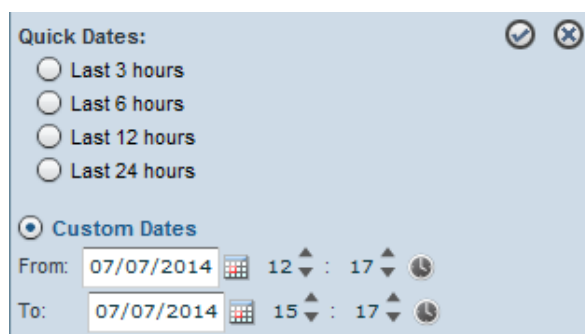 Quick Dates:
Last 3 hours
Last 6 hours
Last 12 hours
Last 24 hours
Custom Dates
From: 07/07/2014 12 : 17
To: 07/07/2014 15 : 17